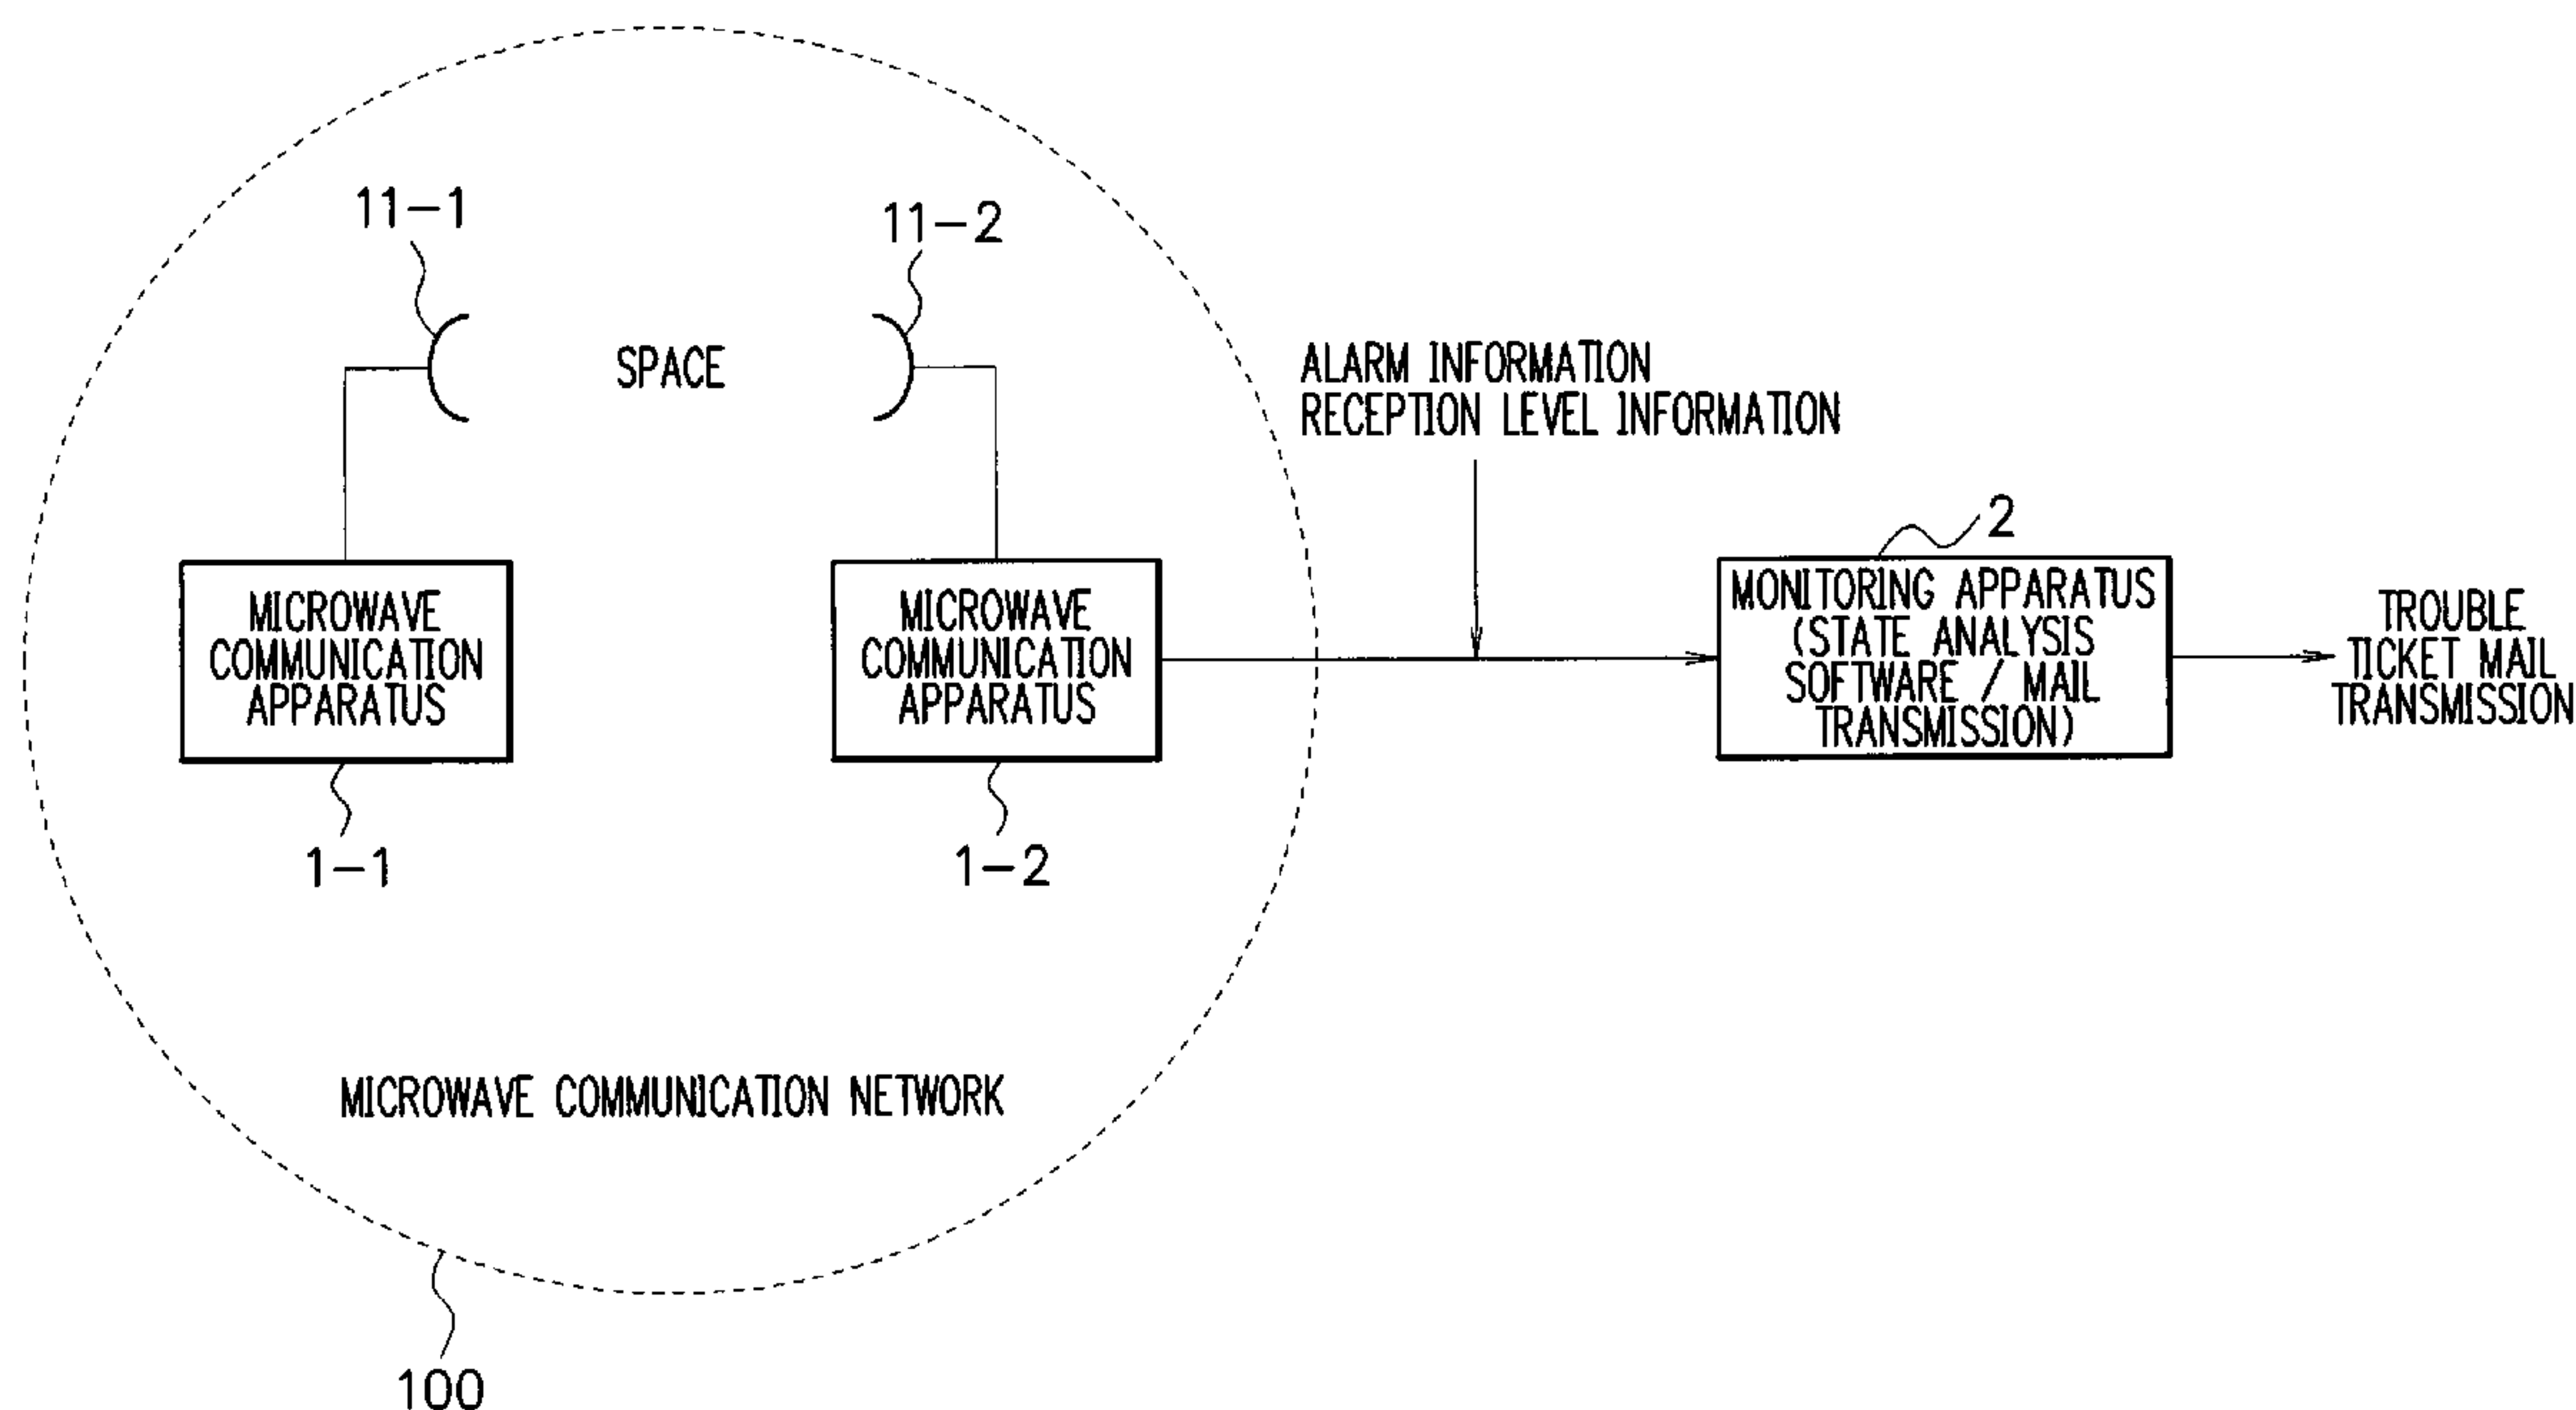 11-1
11-2
SPACE
ALARM INFORMATION
RECEPTION LEVEL INFORMATION
2
MICROWAVE
COMMUNICATION
APPARATUS
MICROWAVE
COMMUNICATION
APPARATUS
MONITORING APPARATUS
(STATE ANALYSIS
SOFTWARE / MAIL
TRANSMISSION)
TROUBLE
TICKET MAIL
TRANSMISSION
1-1
1-2
MICROWAVE COMMUNICATION NETWORK
100